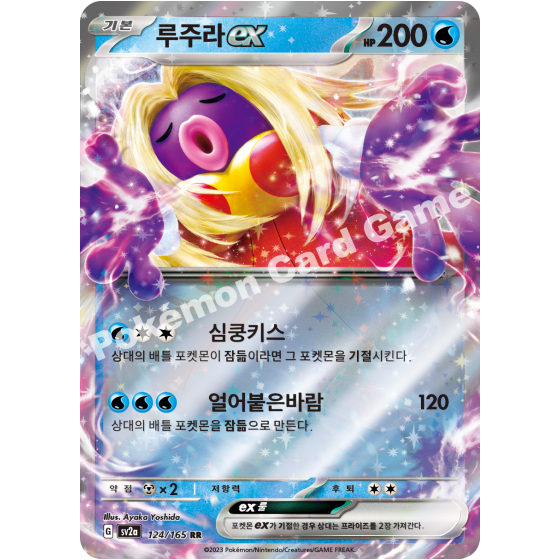 기본 루주라ex HP200
심쿵키스
상대의 배틀 포켓몬이 잠듦이라면 그 포켓몬을 기절시킨다.
얼어붙은바람 120
상대의 배틀 포켓몬을 잠듦으로 만든다.
약점 ×2 저항력 후퇴
ex 룰
포켓몬 ex가 기절한 경우 상대는 프라이즈를 2장 가져간다.
Illus. Ayaka Yoshida
G sv2a 124/165 RR
©2023 Pokémon/Nintendo/Creatures/GAME FREAK.
Pokémon Card Game